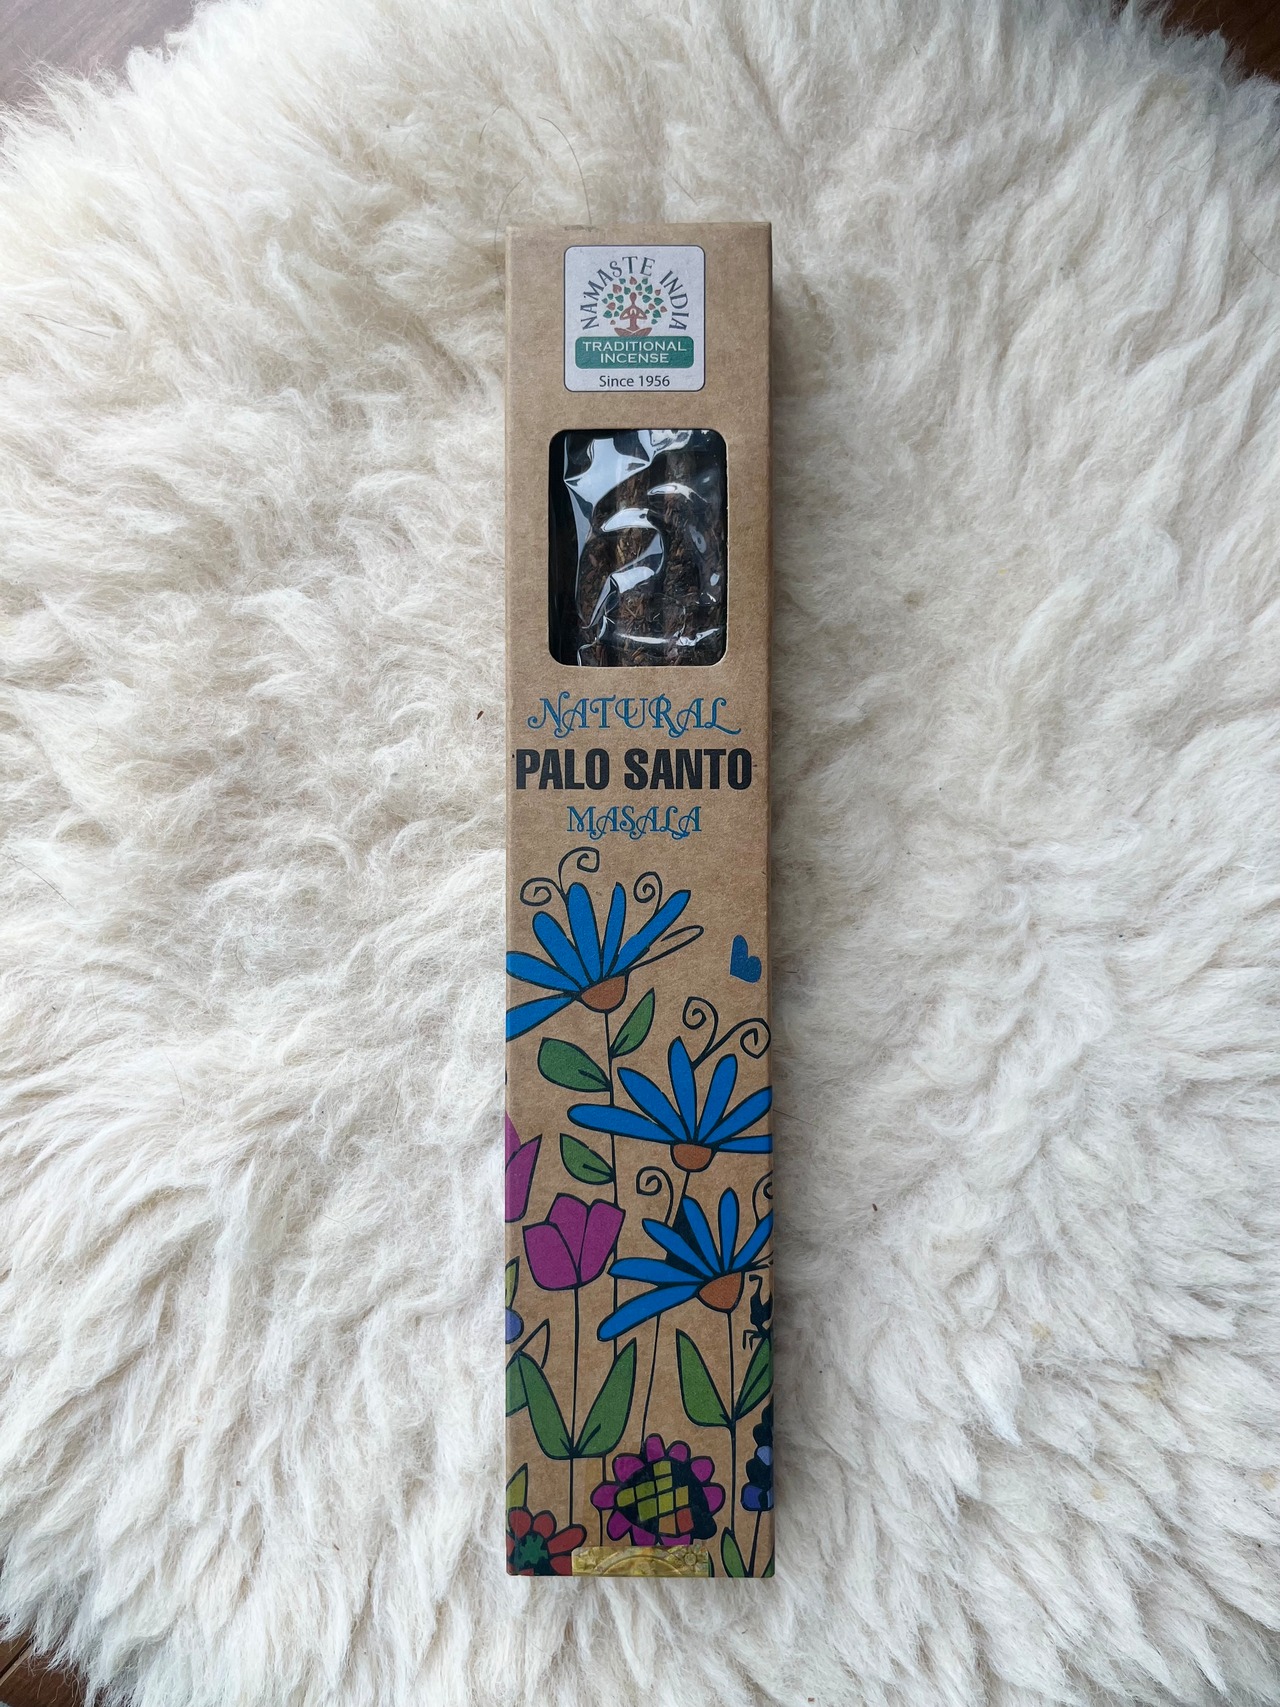 NAMASTE INDIA
TRADITIONAL
INCENSE
Since 1956
NATURAL
PALO SANTO
MASALA